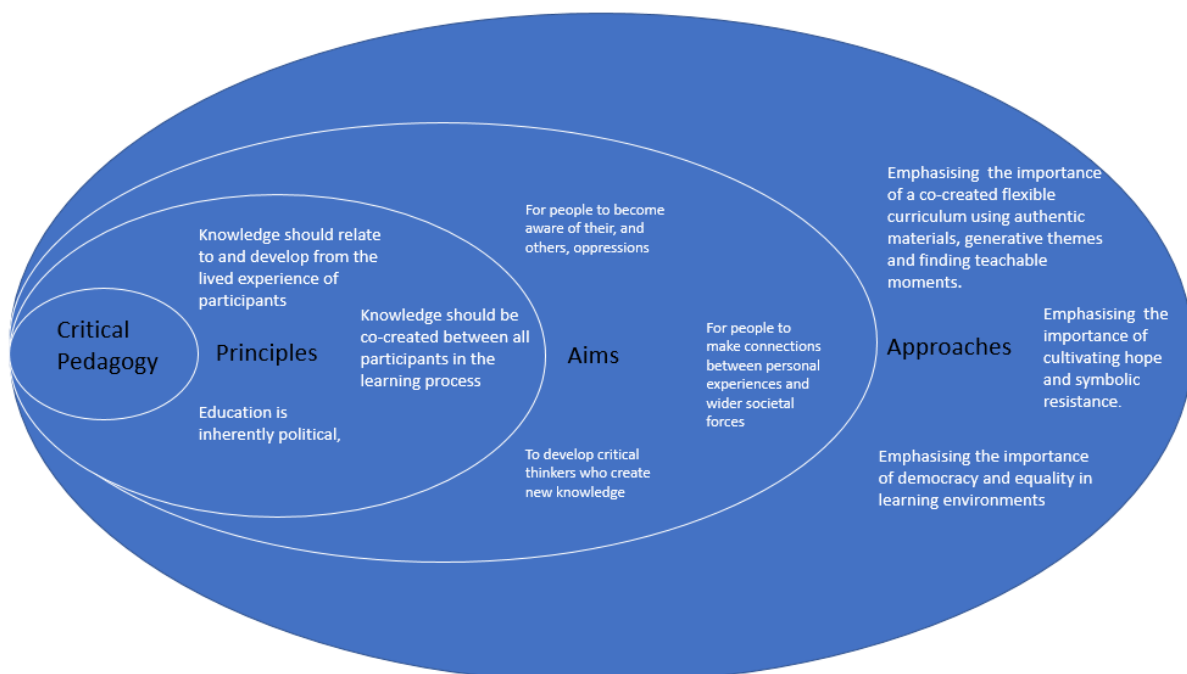 Critical
Pedagogy
Principles
Knowledge should relate
to and develop from the
lived experience of
participants
Knowledge should be
co-created between all
participants in the
learning process
Education is
inherently political,
Aims
For people to become
aware of their, and
others, oppressions
For people to
make connections
between personal
experiences and
wider societal
forces
To develop critical
thinkers who create
new knowledge
Approaches
Emphasising  the importance
of a co-created flexible
curriculum using authentic
materials, generative themes
and finding teachable
moments.
Emphasising  the
importance of
cultivating hope
and symbolic
resistance.
Emphasising the importance
of democracy and equality in
learning environments